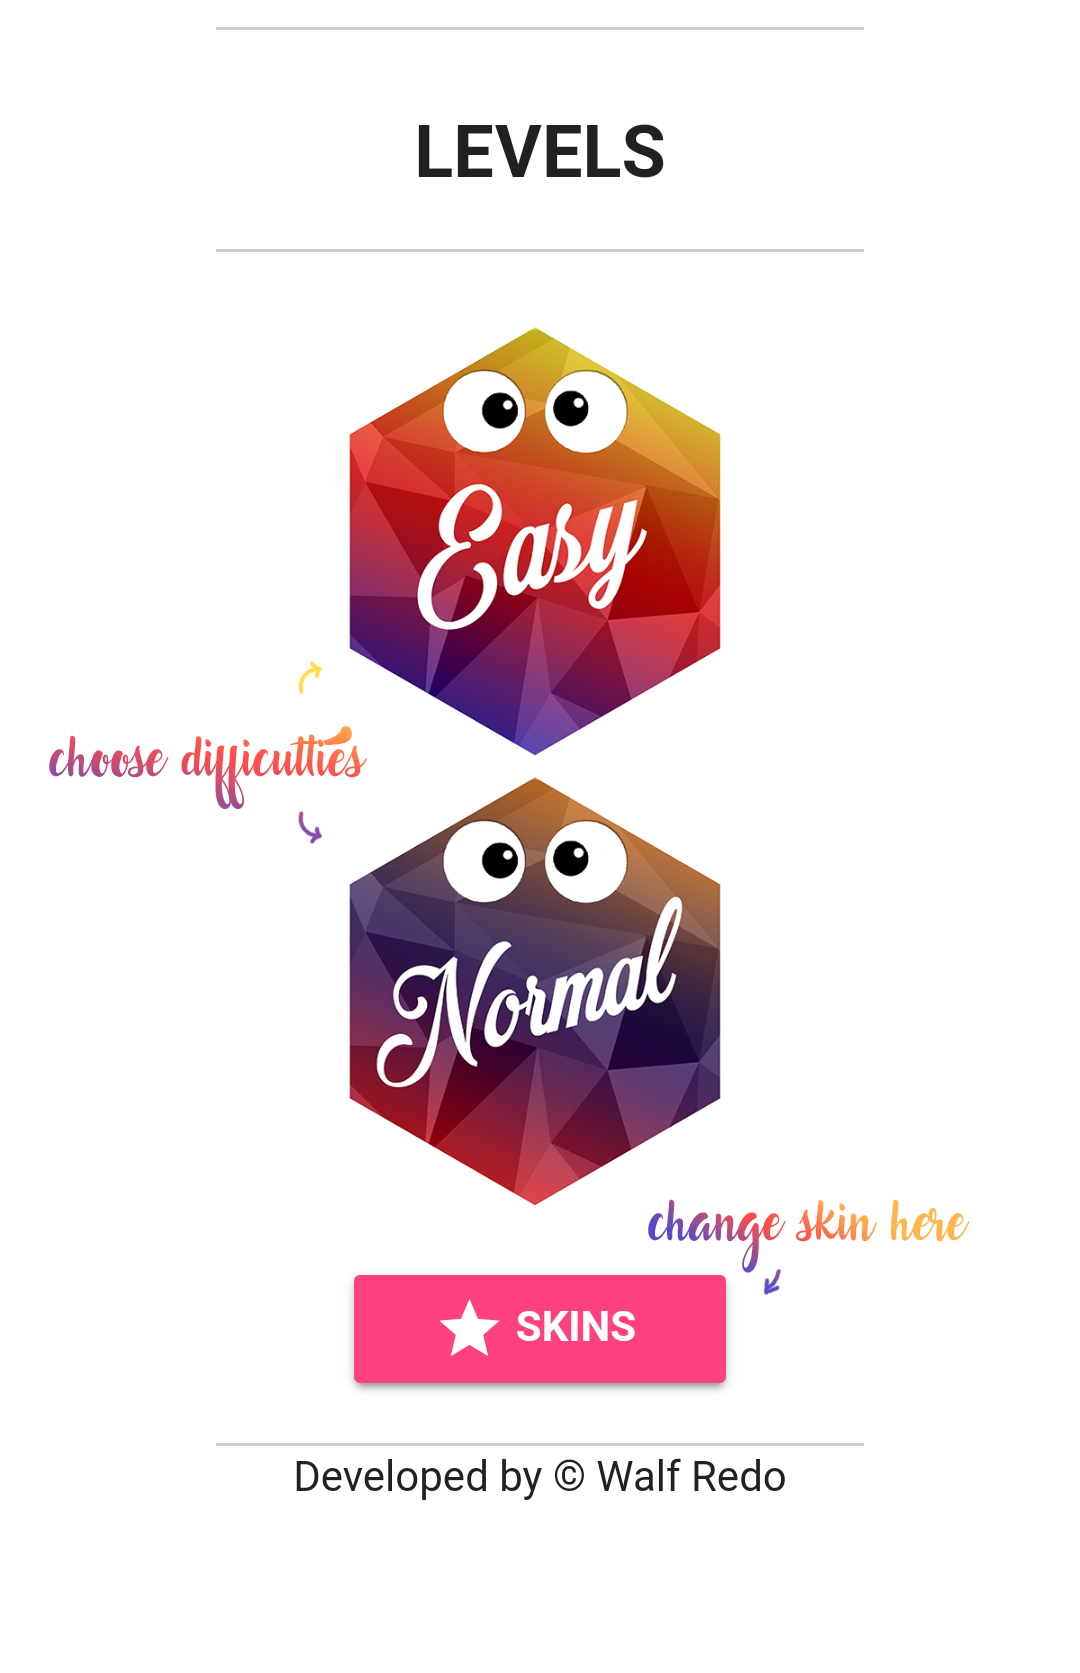 LEVELS
Easy
choose difficulties
Normal
change skin here
SKINS
Developed by © Walf Redo